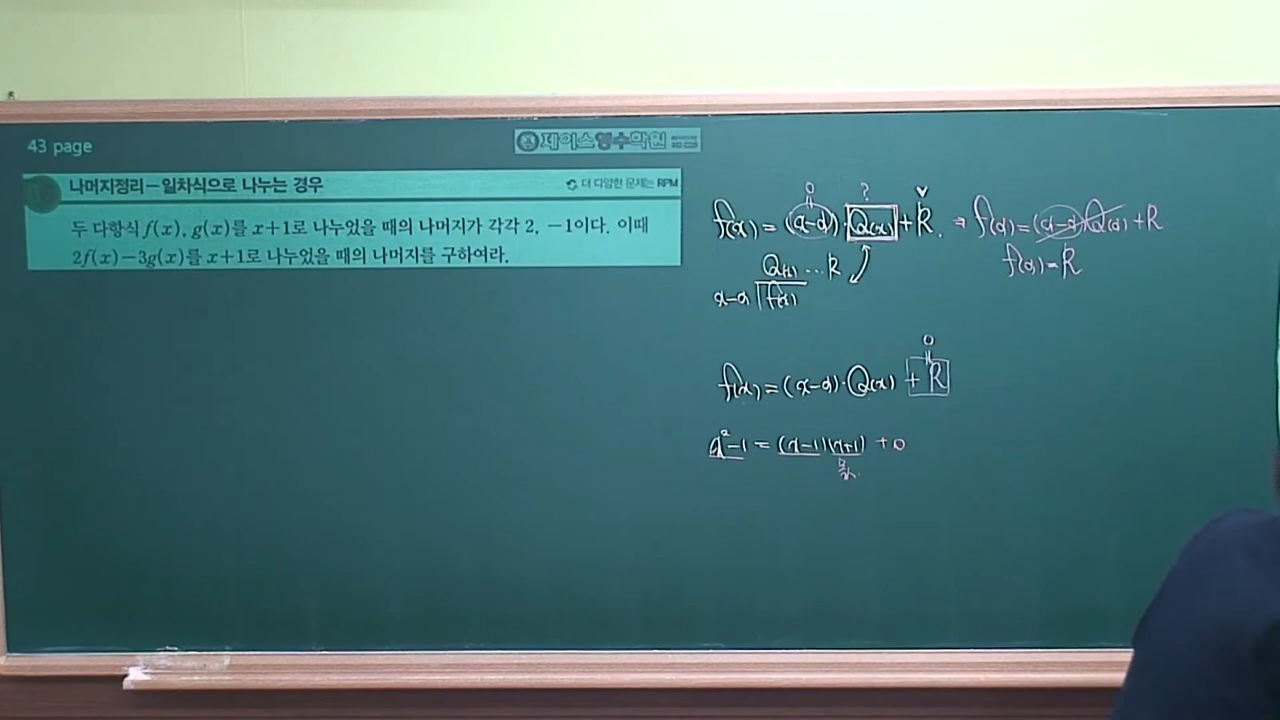 43 page
제이스영수학원
나머지정리-일차식으로 나누는 경우
더 다양한 문제는 RPM
두 다항식 f(x), g(x)를 x+1로 나누었을 때의 나머지가 각각 2, -1이다. 이때
2f(x)-3g(x)를 x+1로 나누었을 때의 나머지를 구하여라.
0 ?
f(x) = (x-α)·Q(x) + R. ⇒ f(α) = (α-α)Q(α) + R
f(α) = R
Q(x) ... R
x-α f(x)
0
f(x) = (x-α)·Q(x) + R
x²-1 = (x-1)(x+1) + 0